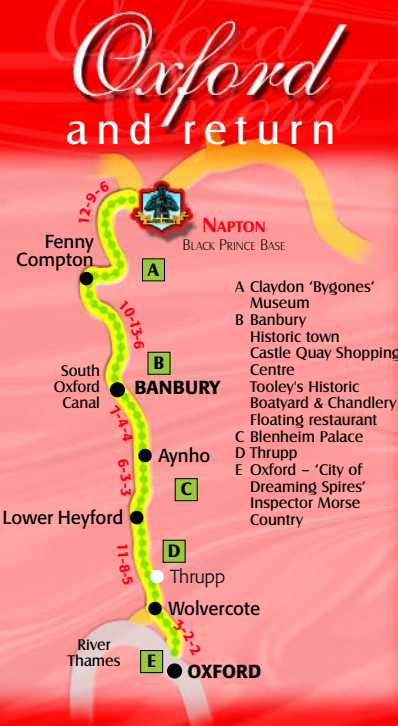 Oxford
and return
12-9-6
NAPTON
BLACK PRINCE BASE
Fenny
Compton
A
10-13-6
B
South
Oxford
Canal
BANBURY
7-4-4
Aynho
6-3-3
C
Lower Heyford
11-8-5
D
Thrupp
Wolvercote
3-2-2
River
Thames
E
OXFORD
A Claydon ‘Bygones’
Museum
B Banbury
Historic town
Castle Quay Shopping
Centre
Tooley's Historic
Boatyard & Chandlery
Floating restaurant
C Blenheim Palace
D Thrupp
E Oxford – ‘City of
Dreaming Spires’
Inspector Morse
Country